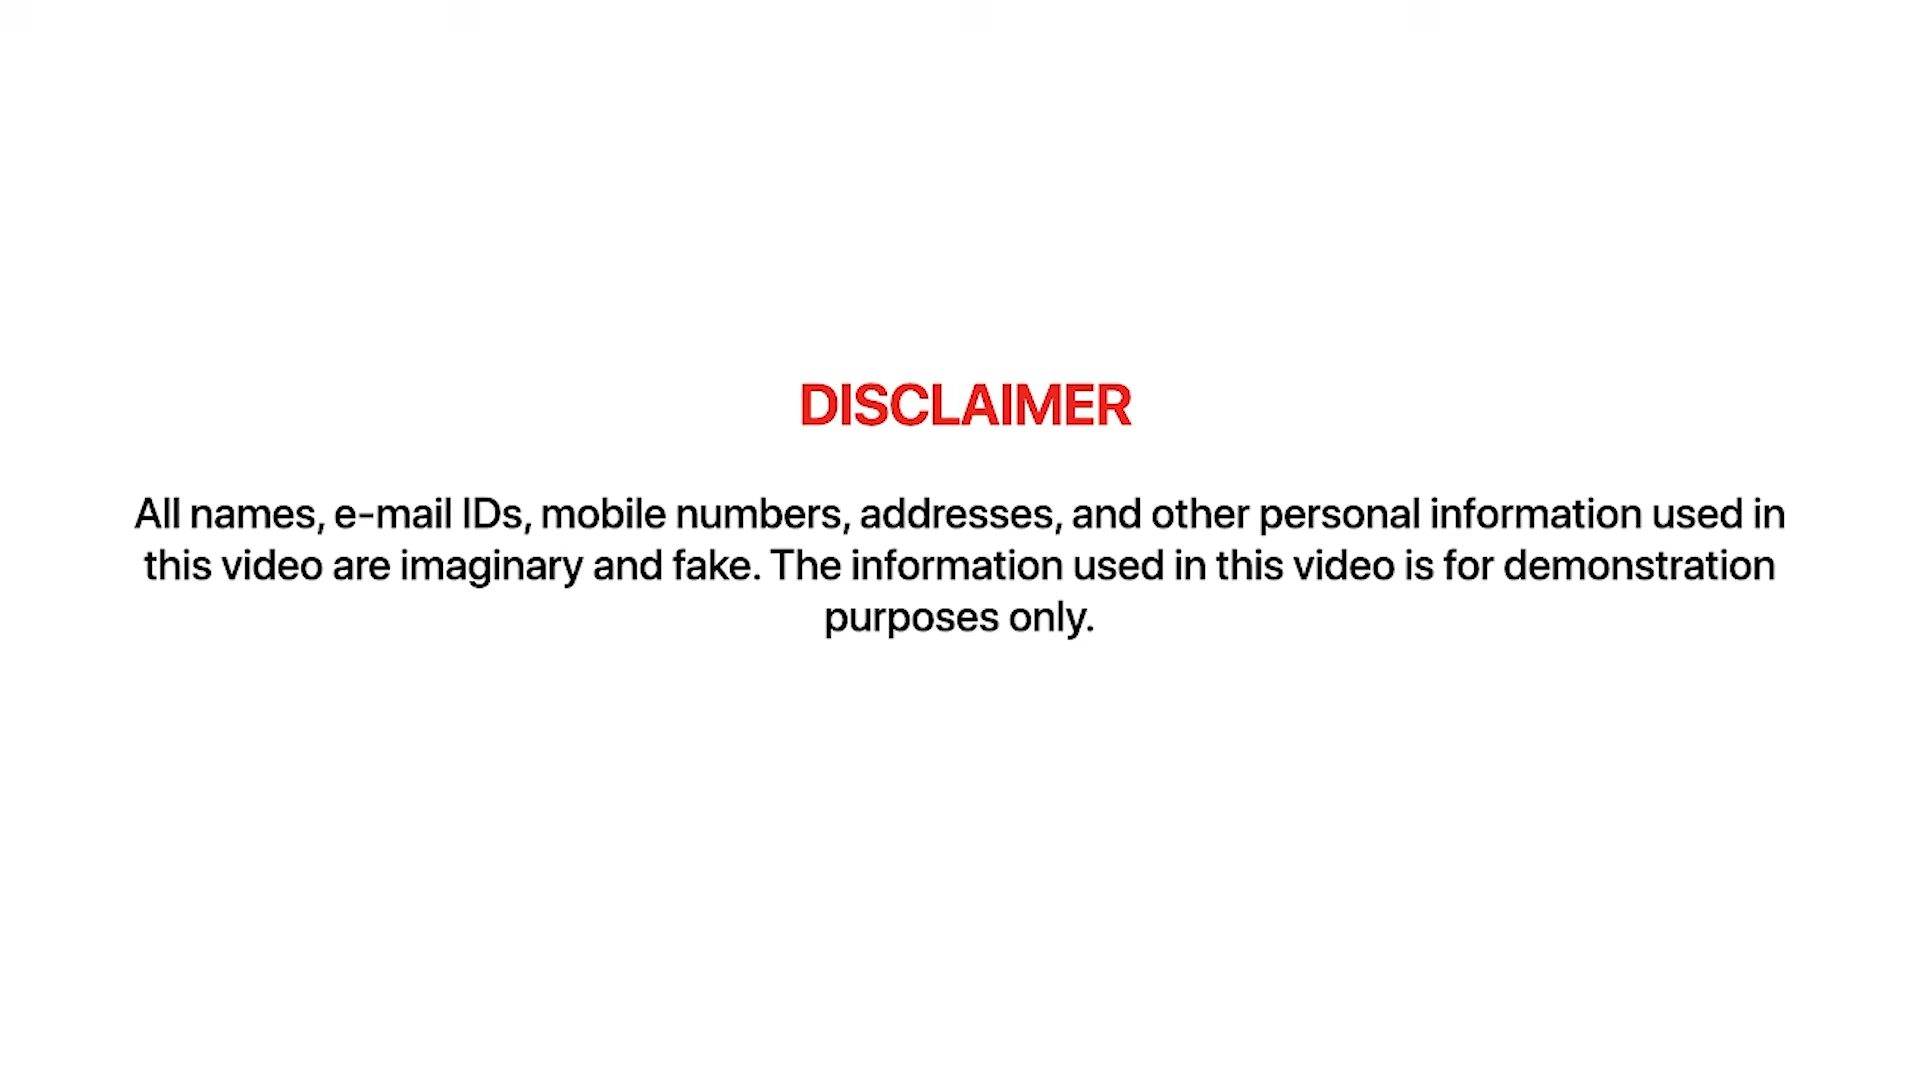 DISCLAIMER
All names, e-mail IDs, mobile numbers, addresses, and other personal information used in
this video are imaginary and fake. The information used in this video is for demonstration
purposes only.